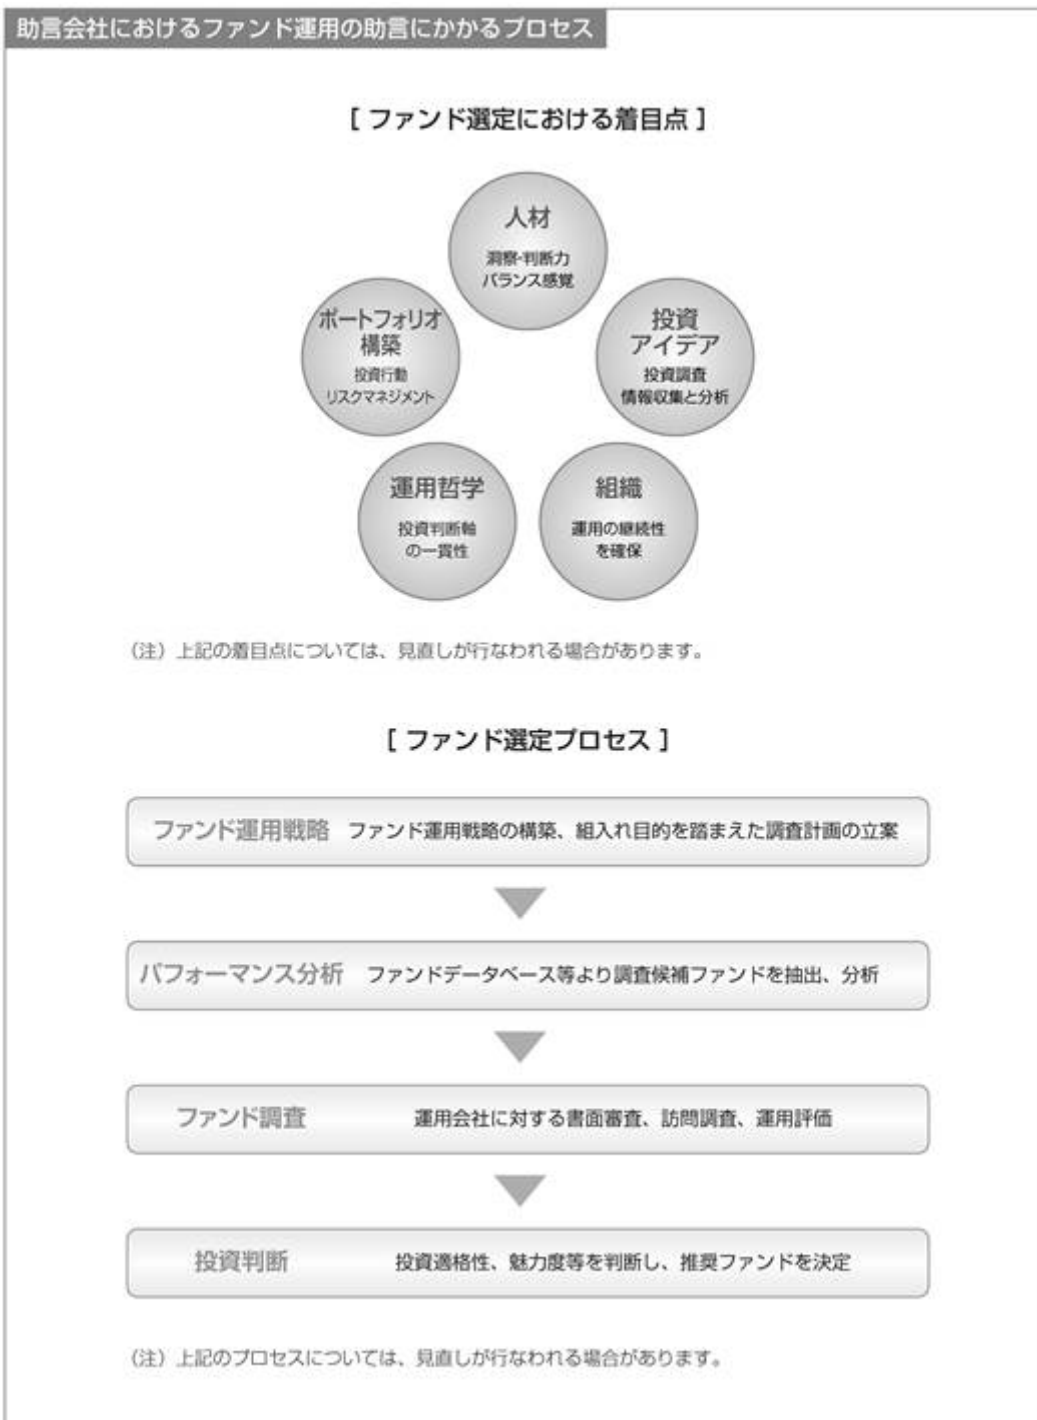 助言会社におけるファンド運用の助言にかかるプロセス
[ ファンド選定における着目点 ]
人材
洞察・判断力
バランス感覚
ポートフォリオ
構築
投資行動
リスクマネジメント
投資
アイデア
投資調査
情報収集と分析
運用哲学
投資判断軸
の一貫性
組織
運用の継続性
を確保
（注）上記の着目点については、見直しが行なわれる場合があります。
[ ファンド選定プロセス ]
ファンド運用戦略 ファンド運用戦略の構築、組入れ目的を踏まえた調査計画の立案
パフォーマンス分析 ファンドデータベース等より調査候補ファンドを抽出、分析
ファンド調査 運用会社に対する書面審査、訪問調査、運用評価
投資判断 投資適格性、魅力度等を判断し、推奨ファンドを決定
（注）上記のプロセスについては、見直しが行なわれる場合があります。